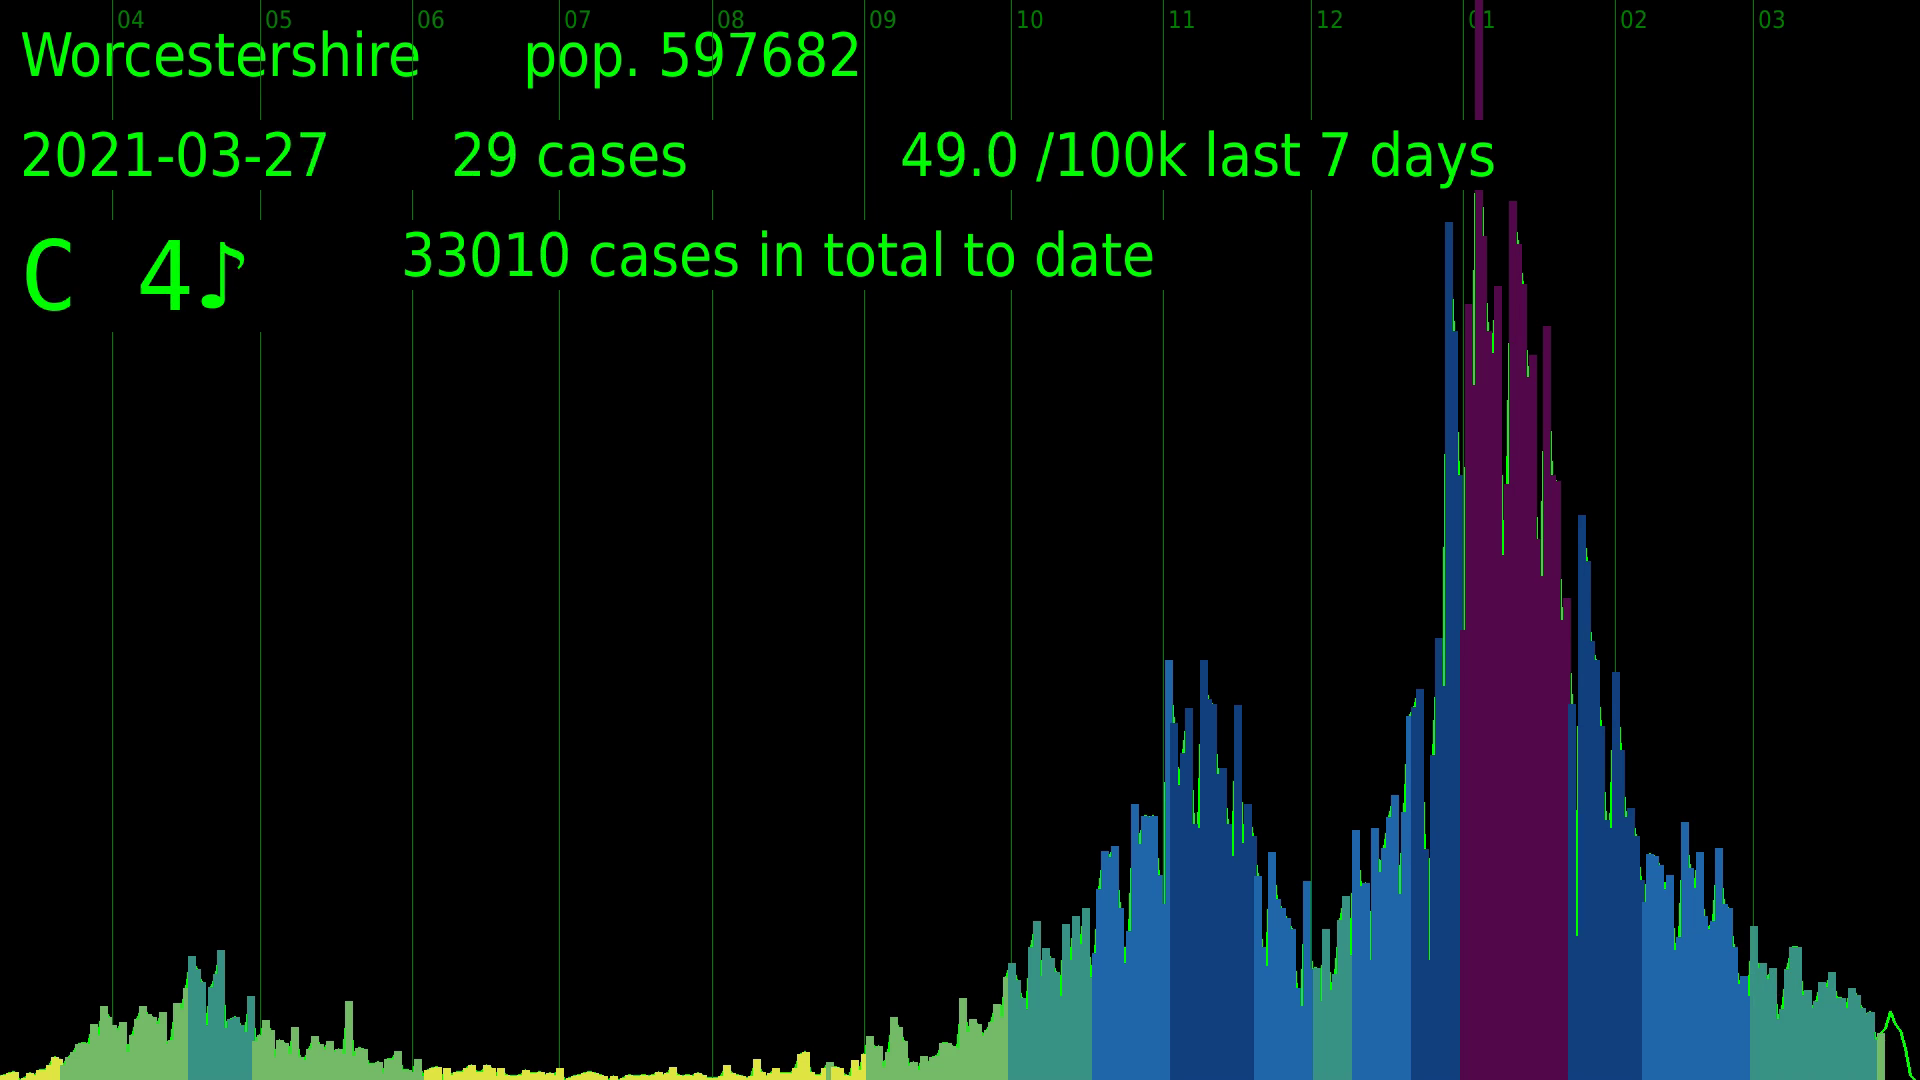 04 05 06 07 08 09 10 11 12 01 02 03
Worcestershire pop. 597682
2021-03-27 29 cases 49.0 /100k last 7 days
C 4♪ 33010 cases in total to date